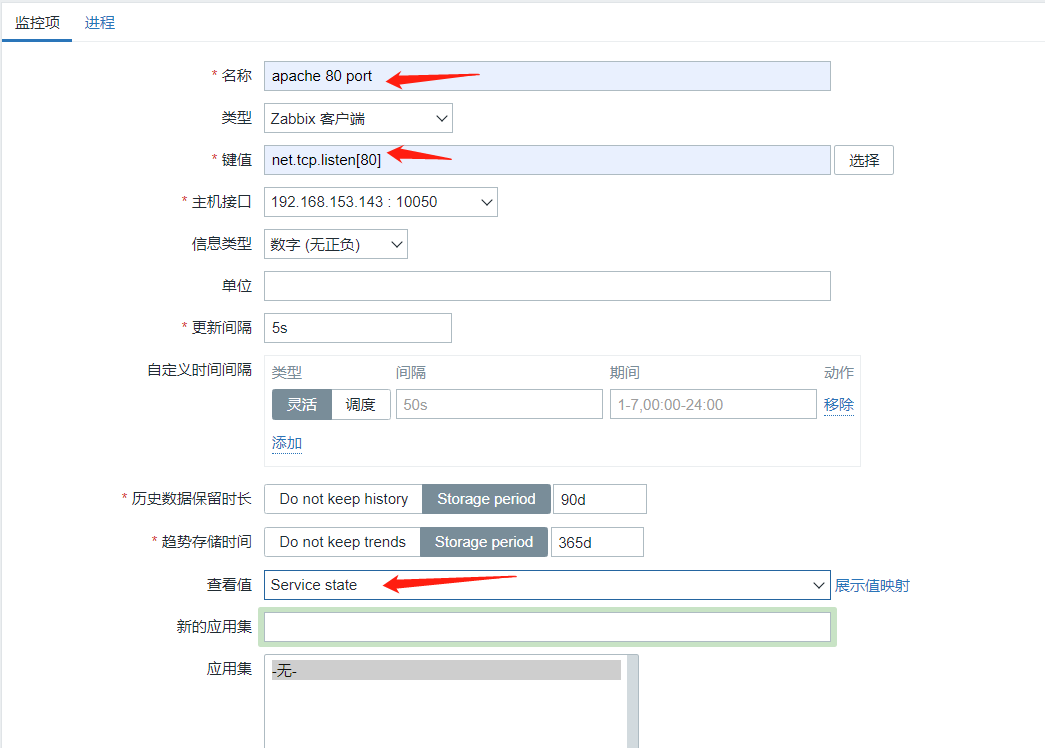 监控项 进程
* 名称 apache 80 port
类型 Zabbix 客户端
* 键值 net.tcp.listen[80] 选择
* 主机接口 192.168.153.143 : 10050
信息类型 数字 (无正负)
单位
* 更新间隔 5s
自定义时间间隔 类型 间隔 期间 动作
灵活 调度 50s 1-7,00:00-24:00 移除
添加
* 历史数据保留时长 Do not keep history Storage period 90d
* 趋势存储时间 Do not keep trends Storage period 365d
查看值 Service state 展示值映射
新的应用集
应用集 -无-